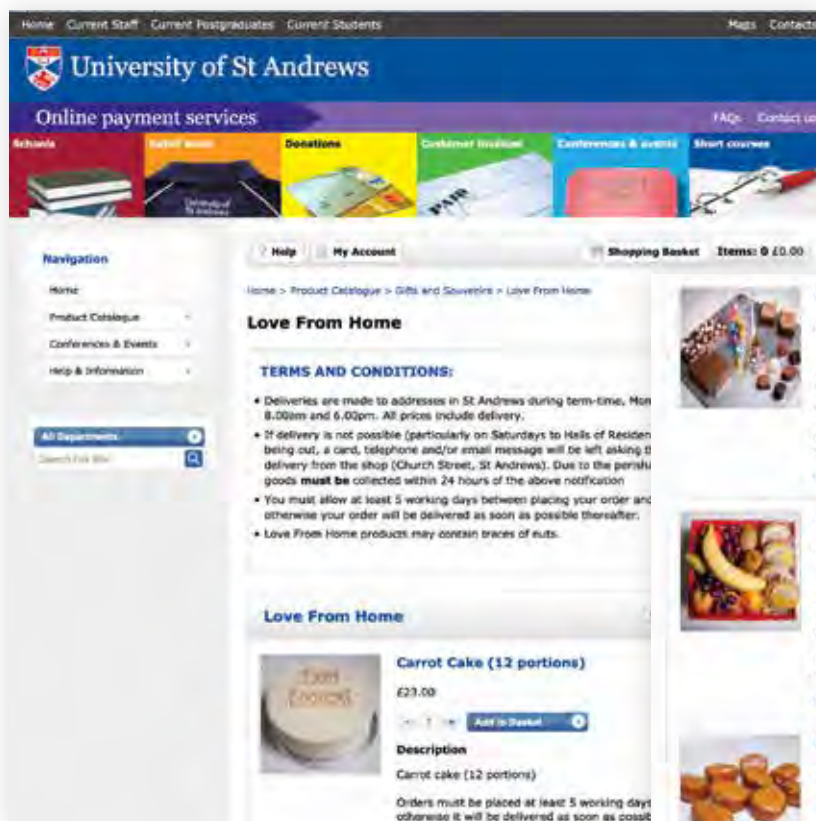 Home Current Staff Current Postgraduates Current Students Maps Contacts
University of St Andrews
Online payment services FAQs Contact us
Schools Donations Customer invoices Conferences & events Short courses
University of
St Andrews
PAID
Navigation
Home
Product Catalogue
Conferences & Events
Help & Information
All Departments
Search this site
? Help My Account Shopping Basket Items: 0 £0.00
Home > Product Catalogue > Gifts and Souvenirs > Love From Home
Love From Home
TERMS AND CONDITIONS:
• Deliveries are made to addresses in St Andrews during term-time, Mon
8.00am and 6.00pm. All prices include delivery.
• If delivery is not possible (particularly on Saturdays to Halls of Residen
being out, a card, telephone and/or email message will be left asking th
delivery from the shop (Church Street, St Andrews). Due to the perisha
goods must be collected within 24 hours of the above notification
• You must allow at least 5 working days between placing your order and
otherwise your order will be delivered as soon as possible thereafter.
• Love From Home products may contain traces of nuts.
Love From Home
Carrot Cake (12 portions)
£23.00
- 1 + Add to Basket
Description
Carrot cake (12 portions)
Orders must be placed at least 5 working days
otherwise it will be delivered as soon as possib